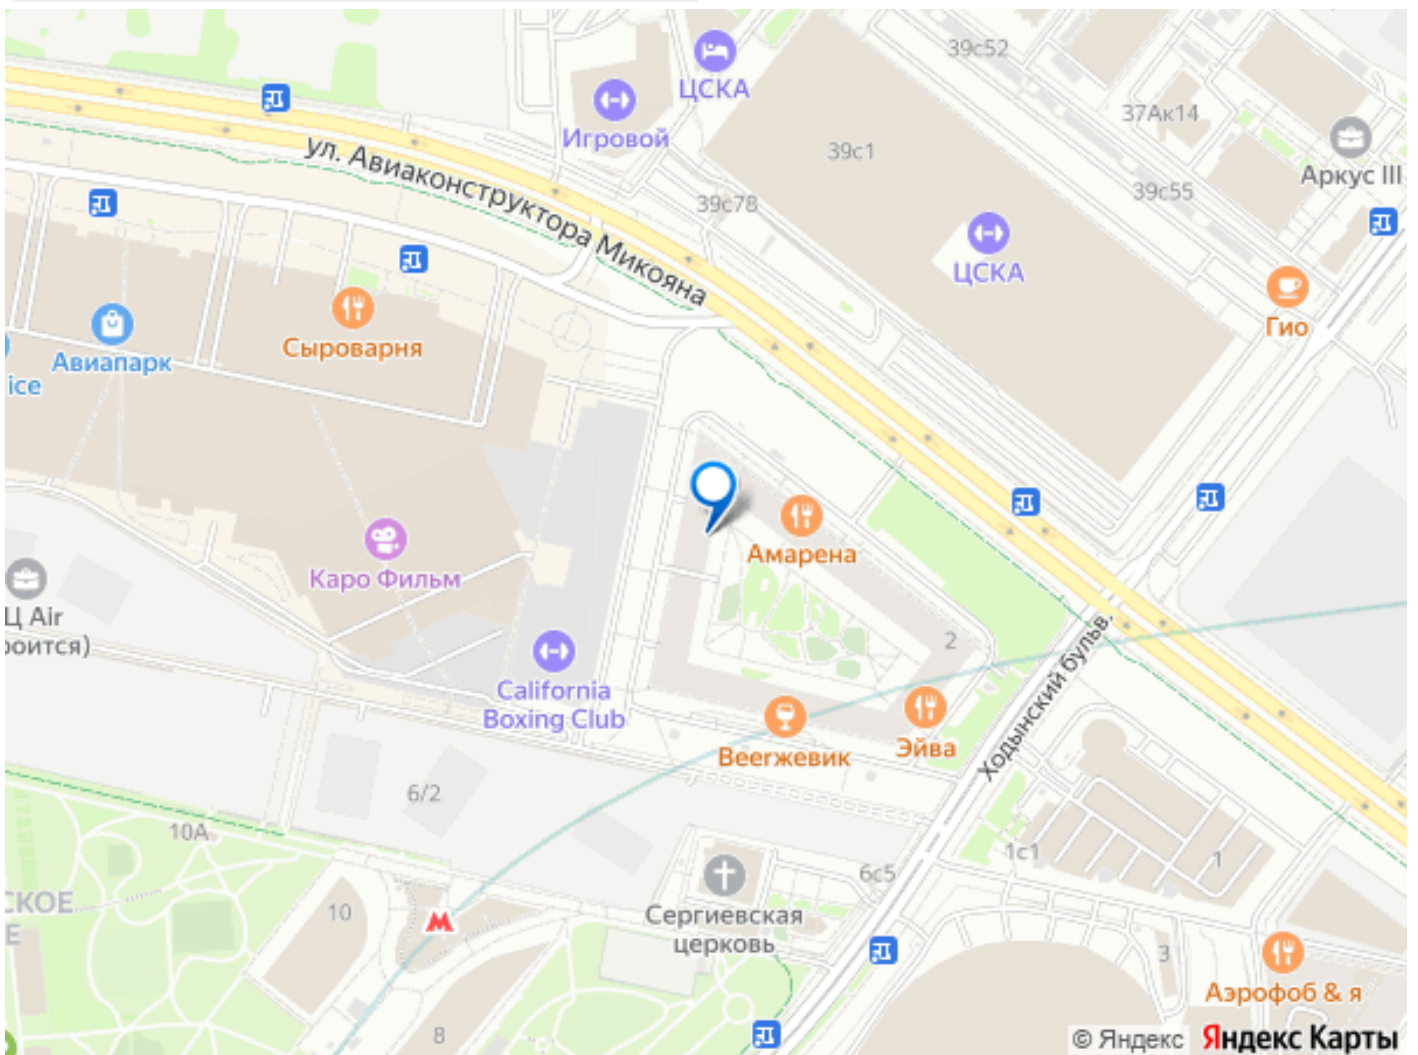 39с52
ЦСКА
37Ак14
Игровой
39с1
Аркус III
ул. Авиаконструктора Микояна
39с55
39с78
ЦСКА
Гио
Сыроварня
Авиапарк
ice
Амарена
Каро Фильм
Ц Air
роится)
2
Ходынский бульв.
California
Boxing Club
Веегжевик
Эйва
6/2
10А
1с1
1
6с5
СКОЕ
Е
10
Сергиевская
церковь
3
Аэрофоб & я
8
© Яндекс Яндекс Карты